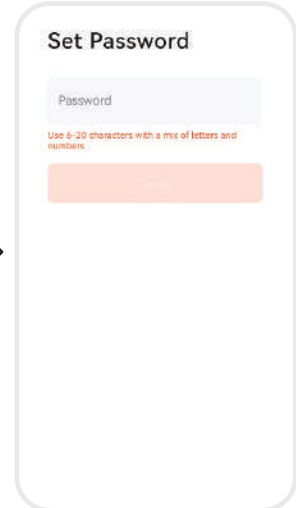 Set Password
Password
Use 6-20 characters with a mix of letters and
numbers